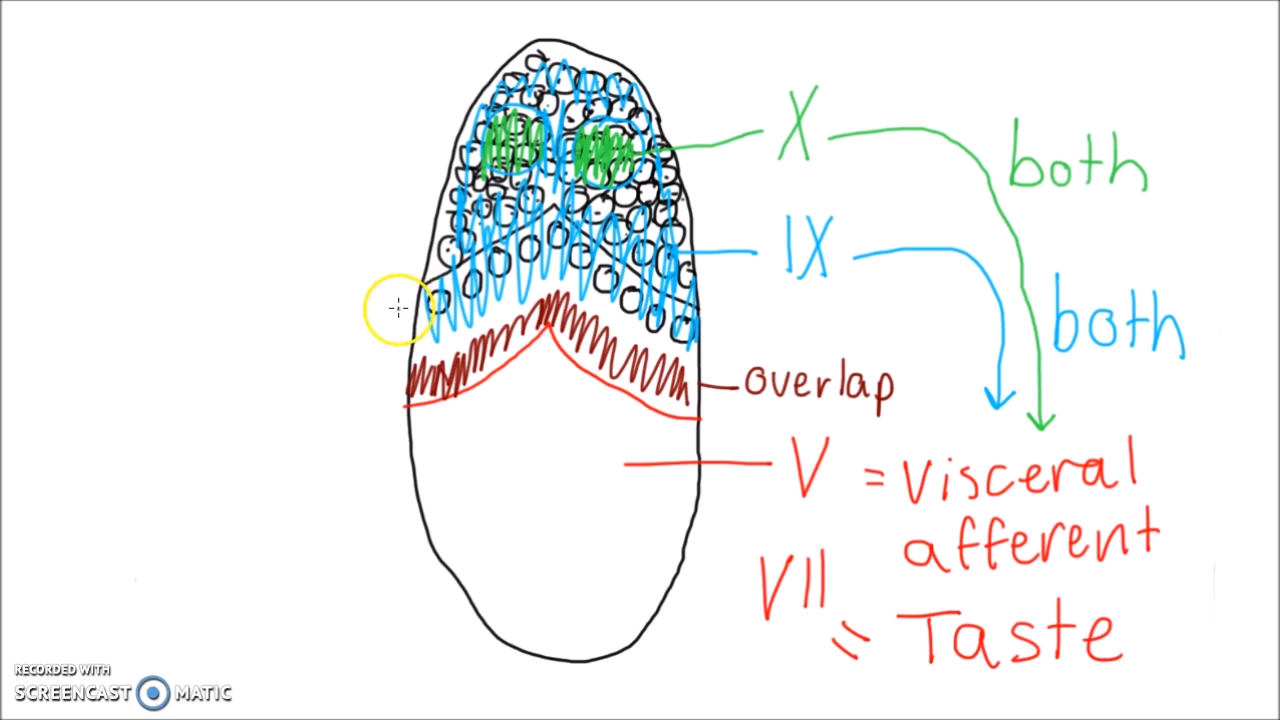 X
both
IX
both
overlap
V = visceral
afferent
VII
= Taste
RECORDED WITH
SCREENCAST MATIC